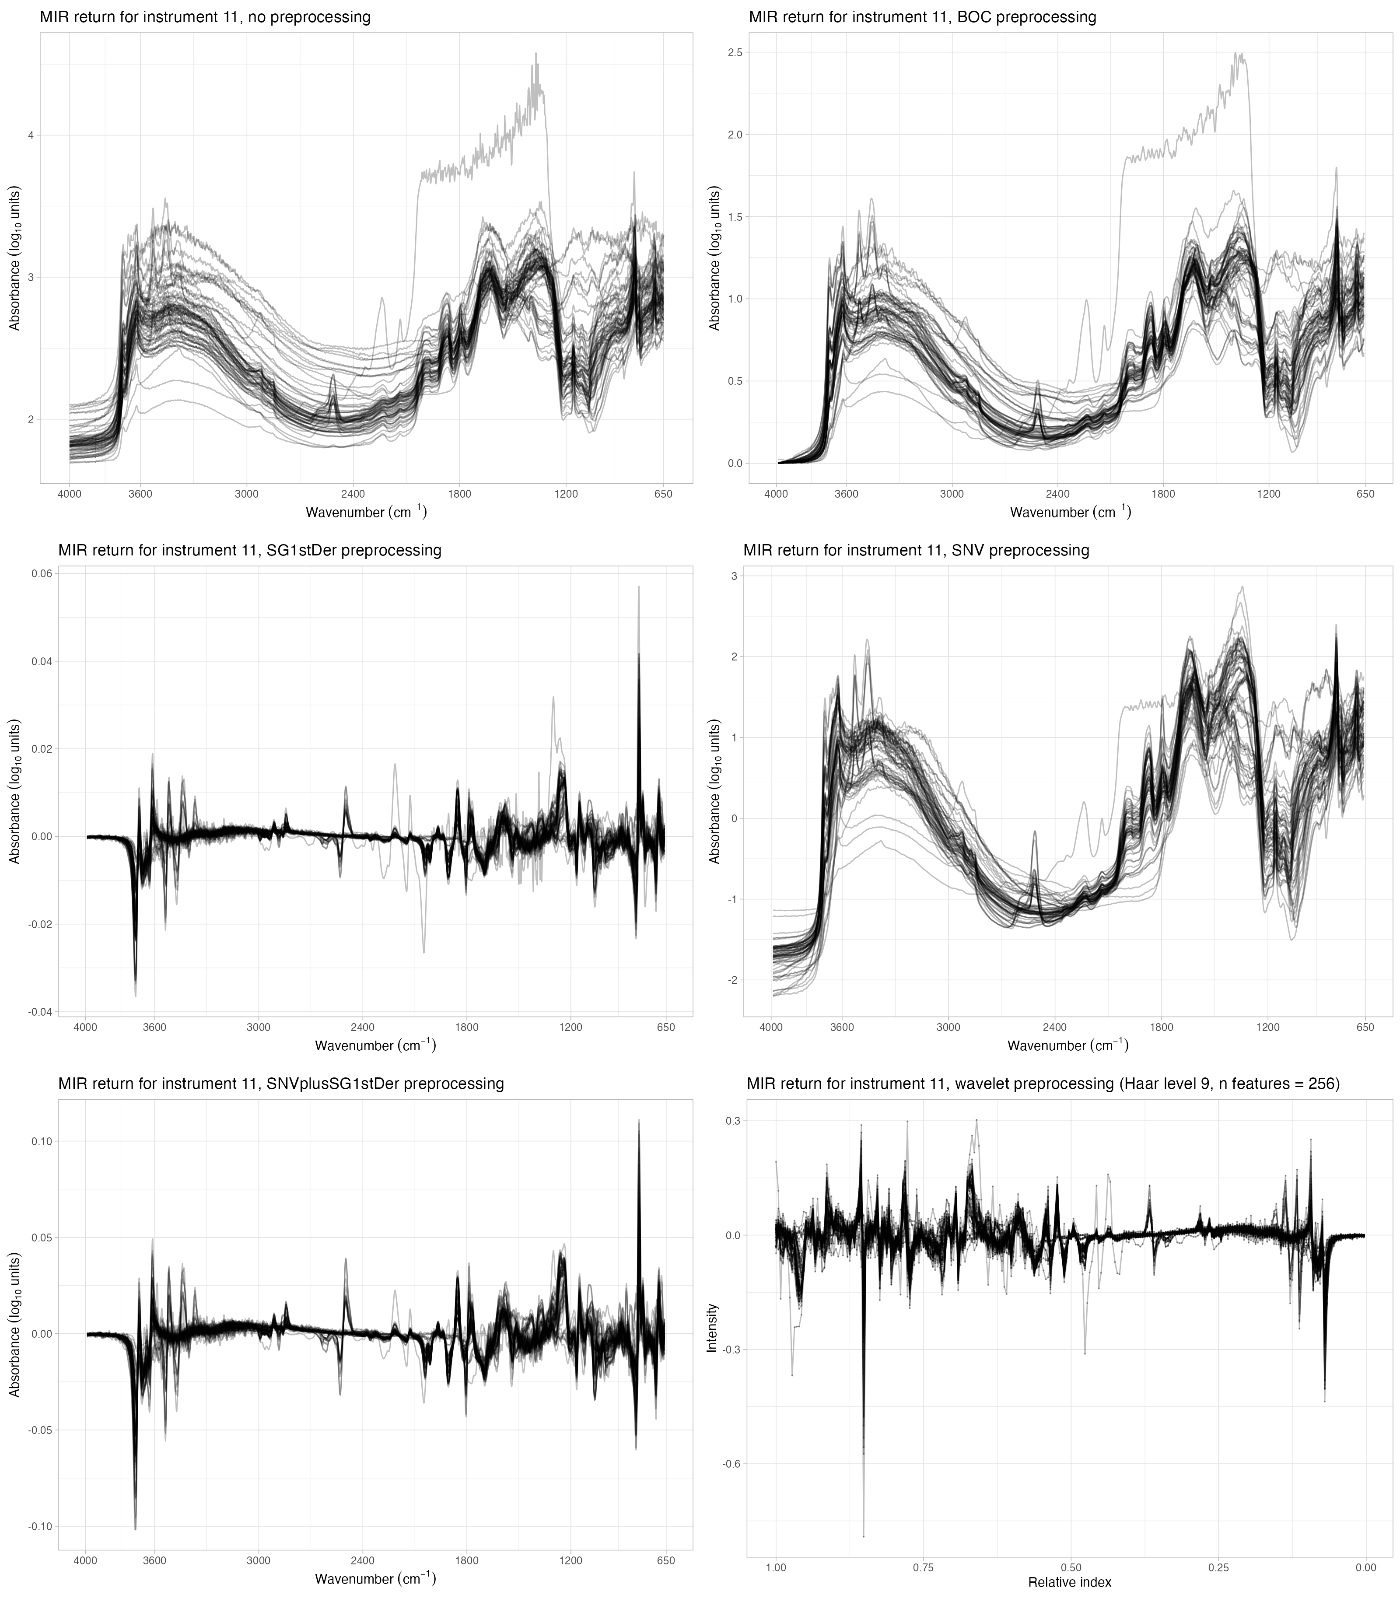 MIR return for instrument 11, no preprocessing
Absorbance (log10 units)
4
3
2
4000 3600 3000 2400 1800 1200 650
Wavenumber (cm 1)
MIR return for instrument 11, BOC preprocessing
Absorbance (log10 units)
2.5
2.0
1.5
1.0
0.5
0.0
4000 3600 3000 2400 1800 1200 650
Wavenumber (cm 1)
MIR return for instrument 11, SG1stDer preprocessing
Absorbance (log10 units)
0.06
0.04
0.02
0.00
-0.02
-0.04
4000 3600 3000 2400 1800 1200 650
Wavenumber (cm−1)
MIR return for instrument 11, SNV preprocessing
Absorbance (log10 units)
3
2
1
0
-1
-2
4000 3600 3000 2400 1800 1200 650
Wavenumber (cm−1)
MIR return for instrument 11, SNVplusSG1stDer preprocessing
Absorbance (log10 units)
0.10
0.05
0.00
-0.05
-0.10
4000 3600 3000 2400 1800 1200 650
Wavenumber (cm−1)
MIR return for instrument 11, wavelet preprocessing (Haar level 9, n features = 256)
Intensity
0.3
0.0
-0.3
-0.6
1.00 0.75 0.50 0.25 0.00
Relative index